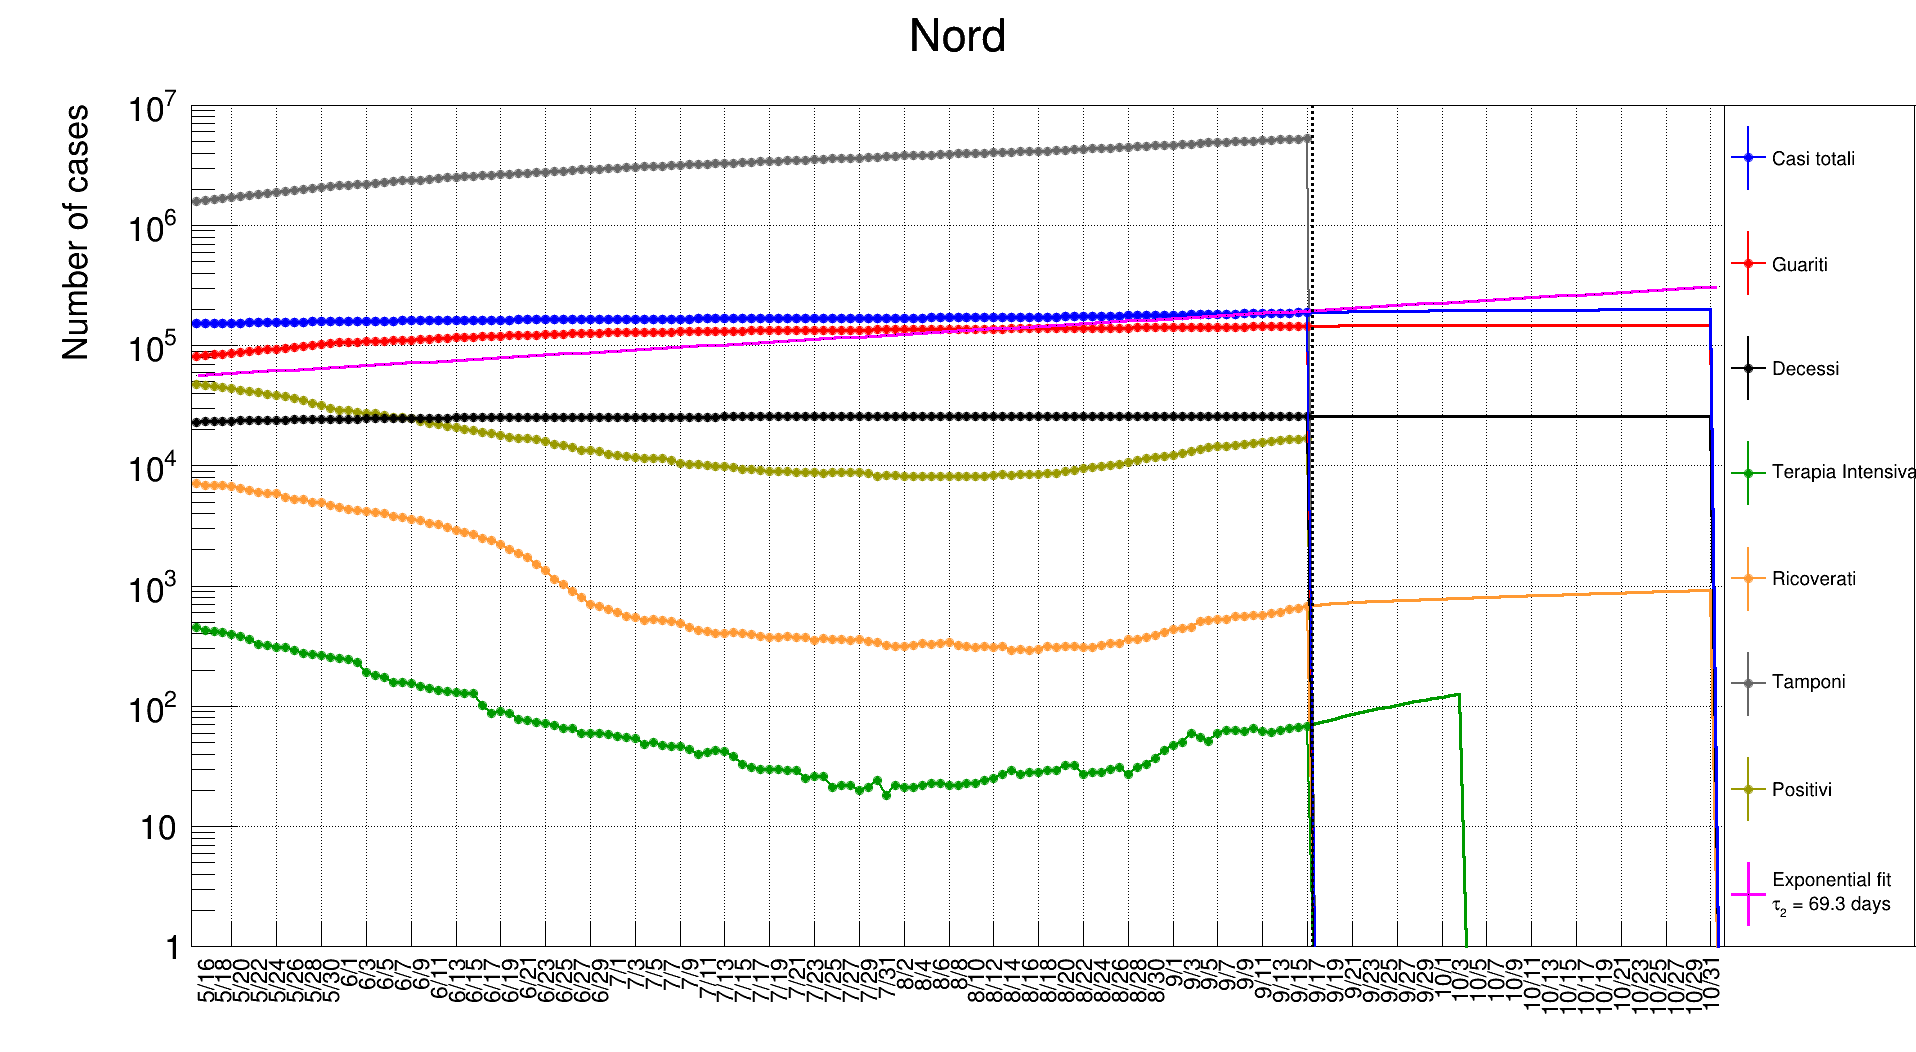 Nord
Number of cases
10^7
10^6
10^5
10^4
10^3
10^2
10
1
5/16 5/18 5/20 5/22 5/24 5/26 5/28 5/30 6/1 6/3 6/5 6/7 6/9 6/11 6/13 6/15 6/17 6/19 6/21 6/23 6/25 6/27 6/29 7/1 7/3 7/5 7/7 7/9 7/11 7/13 7/15 7/17 7/19 7/21 7/23 7/25 7/27 7/29 7/31 8/2 8/4 8/6 8/8 8/10 8/12 8/14 8/16 8/18 8/20 8/22 8/24 8/26 8/28 8/30 9/1 9/3 9/5 9/7 9/9 9/11 9/13 9/15 9/17 9/19 9/21 9/23 9/25 9/27 9/29 10/1 10/3 10/5 10/7 10/9 10/11 10/13 10/15 10/17 10/19 10/21 10/23 10/25 10/27 10/29 10/31
Casi totali
Guariti
Decessi
Terapia Intensiva
Ricoverati
Tamponi
Positivi
Exponential fit
τ₂ = 69.3 days